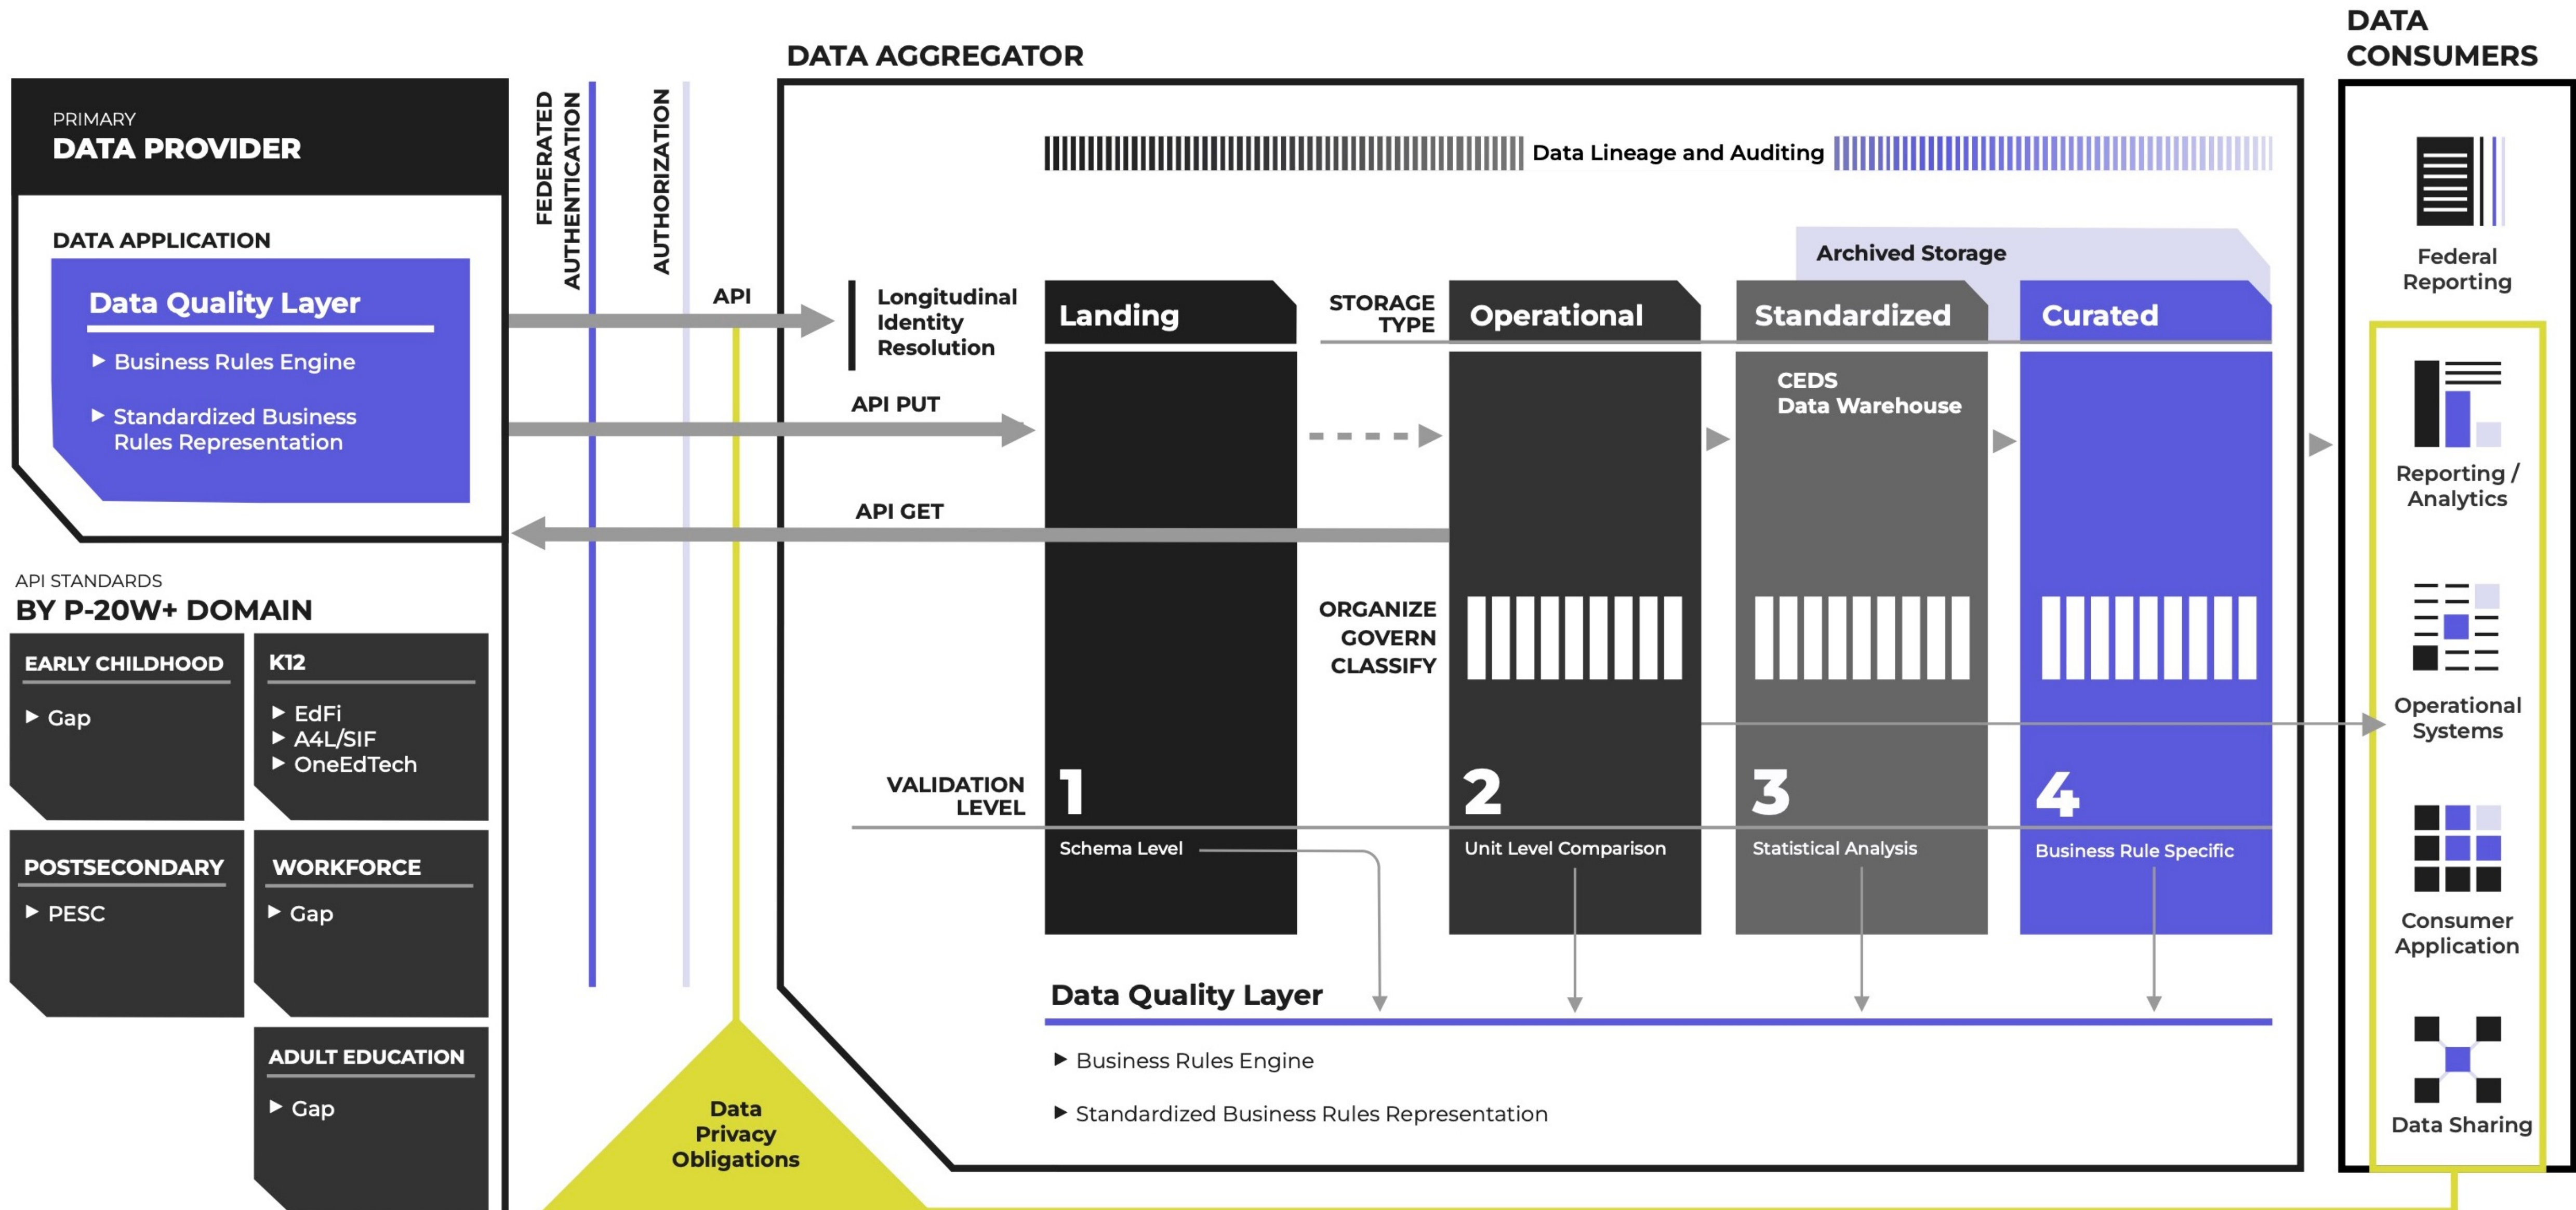 PRIMARY
DATA PROVIDER
DATA APPLICATION
Data Quality Layer
Business Rules Engine
Standardized Business
Rules Representation
API STANDARDS
BY P-20W+ DOMAIN
EARLY CHILDHOOD
Gap
K12
EdFi
A4L/SIF
OneEdTech
POSTSECONDARY
PESC
WORKFORCE
Gap
ADULT EDUCATION
Gap
FEDERATED
AUTHENTICATION
AUTHORIZATION
API
API PUT
API GET
Data
Privacy
Obligations
DATA AGGREGATOR
Data Lineage and Auditing
Longitudinal
Identity
Resolution
Landing
STORAGE
TYPE
Archived Storage
Operational
Standardized
Curated
CEDS
Data Warehouse
ORGANIZE
GOVERN
CLASSIFY
VALIDATION
LEVEL
1
2
3
4
Schema Level
Unit Level Comparison
Statistical Analysis
Business Rule Specific
Data Quality Layer
Business Rules Engine
Standardized Business Rules Representation
DATA
CONSUMERS
Federal
Reporting
Reporting /
Analytics
Operational
Systems
Consumer
Application
Data Sharing